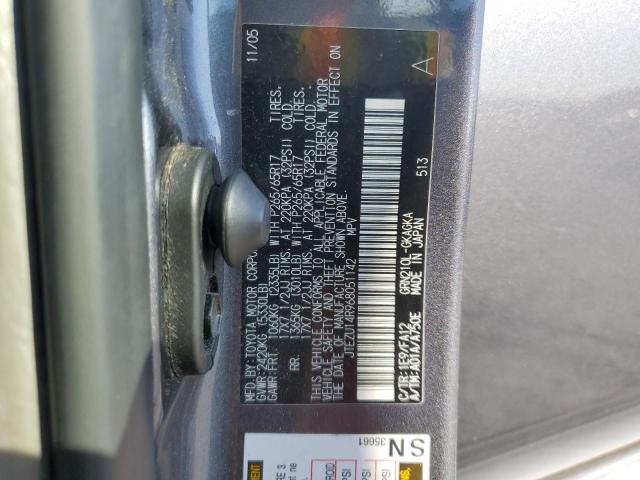 11/05
MFD. BY: TOYOTA MOTOR CORPO
GVWR: 2420KG (5330LB)
GAWR: FRT. 1060KG (2335LB) WITH P265/65R17 TIRES.
17X7 1/2JJ RIMS, AT 220KPA (32PSI) COLD.
RR. WITH P265/65R17 TIRES.
17X7 1/2JJ RIMS, AT 220KPA (32PSI) COLD.
THIS VEHICLE CONFORMS TO ALL APPLICABLE FEDERAL MOTOR
VEHICLE SAFETY AND THEFT PREVENTION STANDARDS IN EFFECT ON
THE DATE OF MANUFACTURE SHOWN ABOVE.
JTEZU14R968051142 MPV
A
513
C/TR: 1E9/FA12 GRN210L-GKAGKA
A/TM: A01A/A750E MADE IN JAPAN
SN
35661